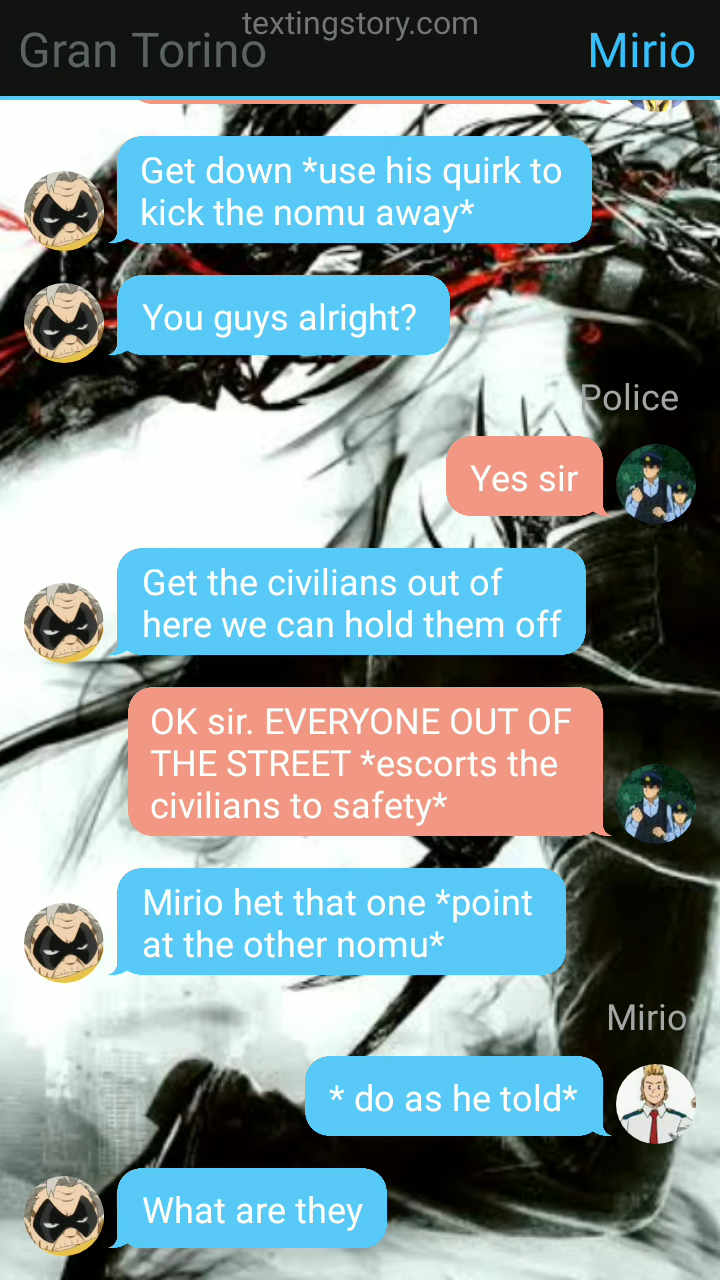 textingstory.com
Gran Torino
Mirio
Get down *use his quirk to
kick the nomu away*
You guys alright?
Police
Yes sir
Get the civilians out of
here we can hold them off
OK sir. EVERYONE OUT OF
THE STREET *escorts the
civilians to safety*
Mirio het that one *point
at the other nomu*
Mirio
* do as he told*
What are they